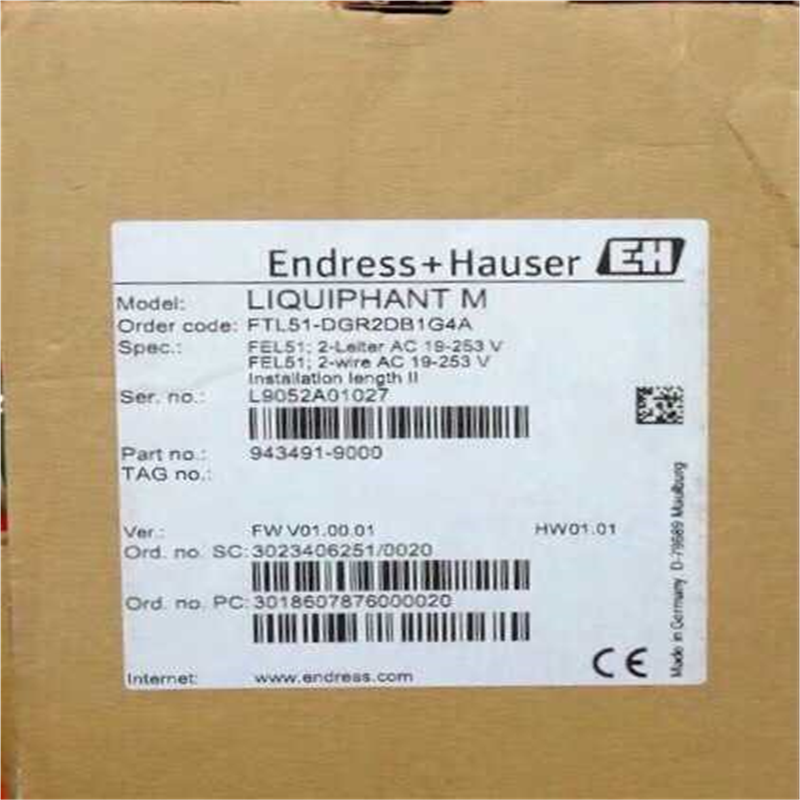 Endress+Hauser EH
Model: LIQUIPHANT M
Order code: FTL51-DGR2DB1G4A
Spec.: FEL51; 2-Leiter AC 19-253 V
FEL51; 2-wire AC 19-253 V
Installation length II
Ser. no.: L9052A01027
Part no.: 943491-9000
TAG no.:
Ver.: FW V01.00.01 HW01.01
Ord. no. SC: 3023406251/0020
Ord. no. PC: 3018607876000020
Internet: www.endress.com
CE
Made in Germany D-79689 Maulburg